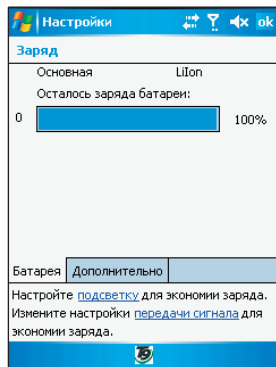 Настройки ok
Заряд
Основная LiIon
Осталось заряда батареи:
0 100%
Батарея Дополнительно
Настройте подсветку для экономии заряда.
Измените настройки передачи сигнала для
экономии заряда.
T9